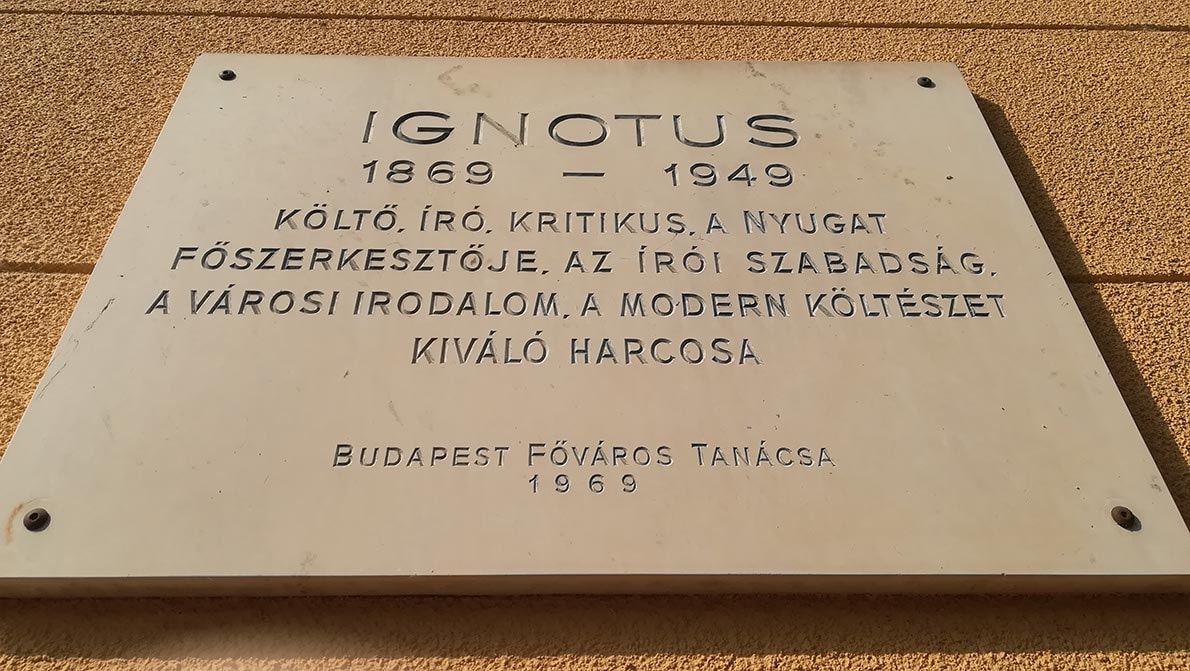 IGNOTUS
1869 – 1949
KÖLTŐ, ÍRÓ, KRITIKUS, A NYUGAT
FŐSZERKESZTŐJE, AZ ÍRÓI SZABADSÁG,
A VÁROSI IRODALOM, A MODERN KÖLTÉSZET
KIVÁLÓ HARCOSA
BUDAPEST FŐVÁROS TANÁCSA
1969